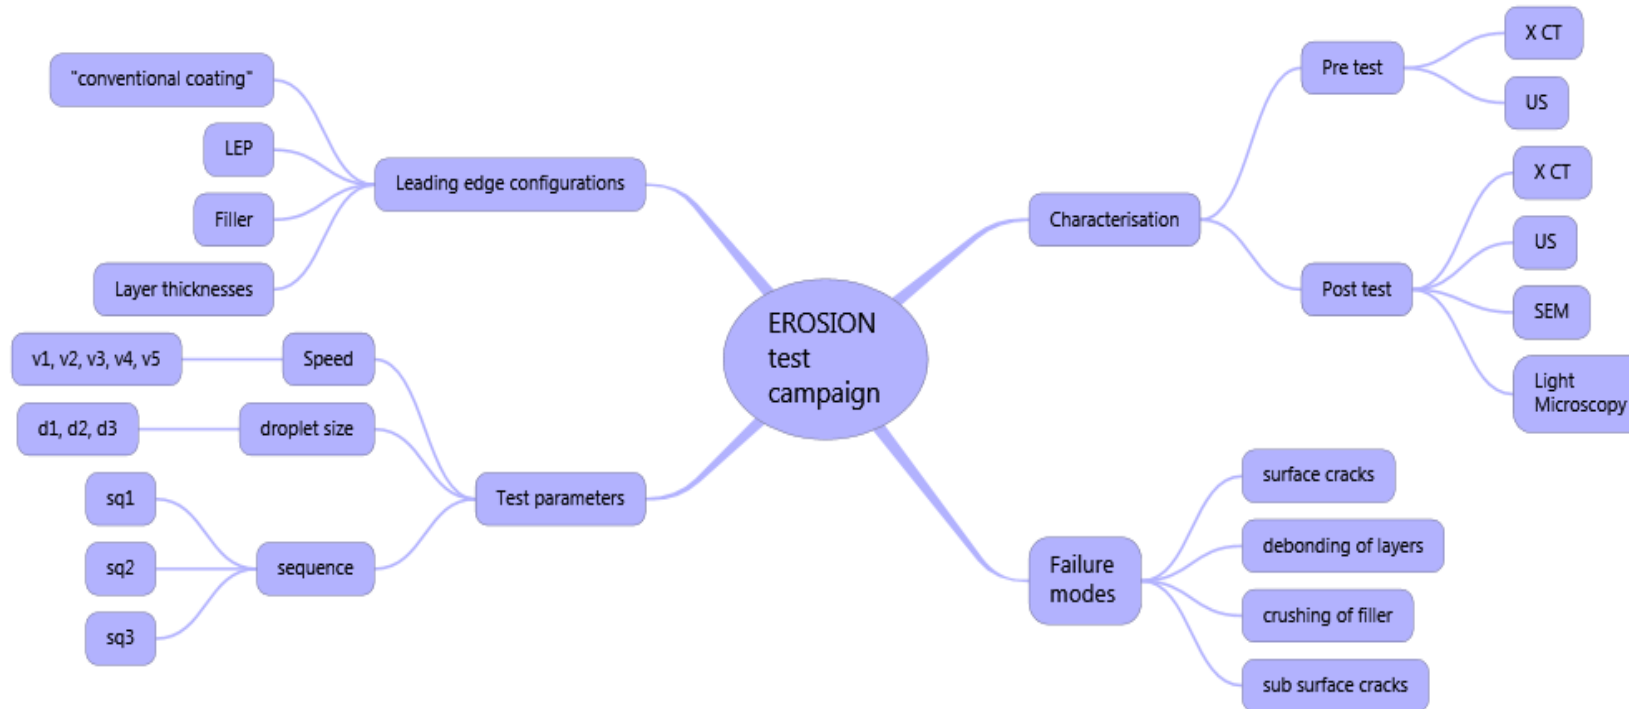 "conventional coating"
LEP
Filler
Layer thicknesses
Leading edge configurations
v1, v2, v3, v4, v5
Speed
d1, d2, d3
droplet size
sq1
sq2
sq3
sequence
Test parameters
EROSION
test
campaign
Characterisation
Pre test
X CT
US
Post test
X CT
US
SEM
Light
Microscopy
Failure
modes
surface cracks
debonding of layers
crushing of filler
sub surface cracks